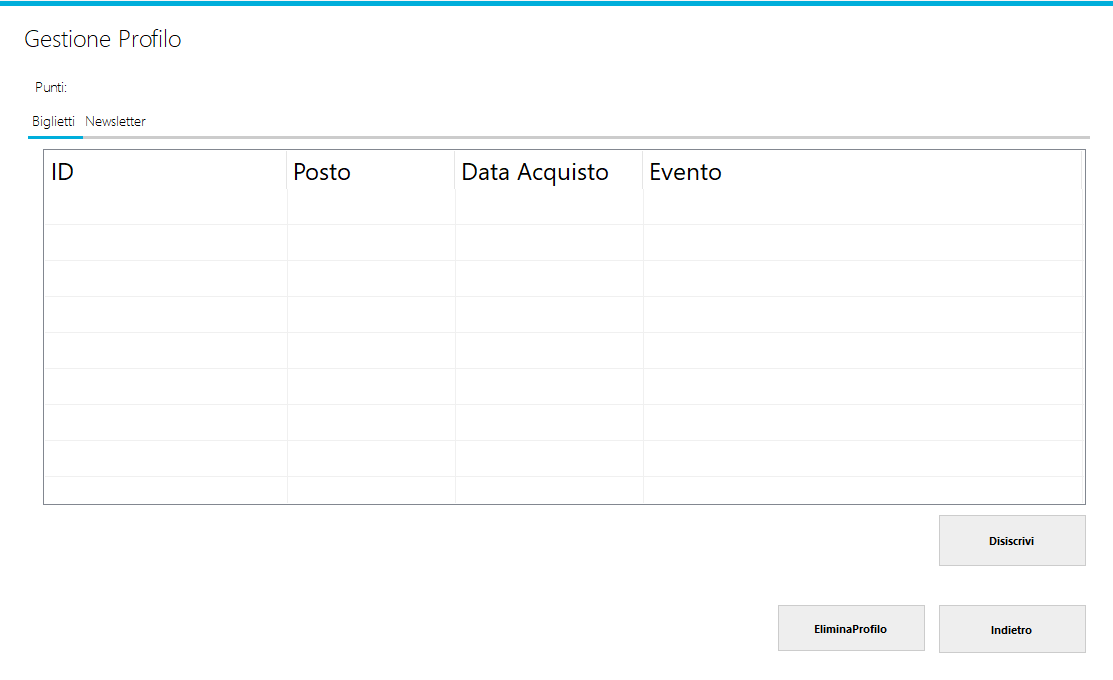 Gestione Profilo
Punti:
Biglietti Newsletter
ID Posto Data Acquisto Evento
Disiscrivi
EliminaProfilo Indietro